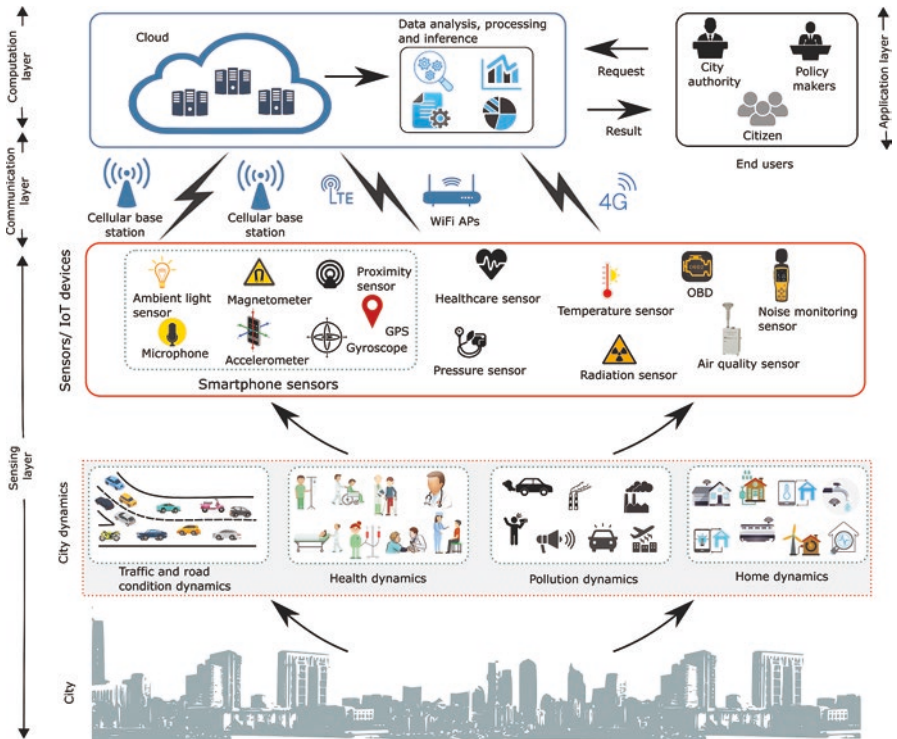 Computation
layer
Cloud
Data analysis, processing
and inference
Request
Result
City
authority
Policy
makers
Citizen
End users
Application layer
Communication
layer
Cellular base
station
Cellular base
station
LTE
WiFi APs
4G
Sensing
layer
Sensors/ IoT devices
Ambient light
sensor
Magnetometer
Proximity
sensor
Microphone
Accelerometer
GPS
Gyroscope
Smartphone sensors
Healthcare sensor
Pressure sensor
Temperature sensor
Radiation sensor
OBD
Noise monitoring
sensor
Air quality sensor
City dynamics
Traffic and road
condition dynamics
Health dynamics
Pollution dynamics
Home dynamics
City